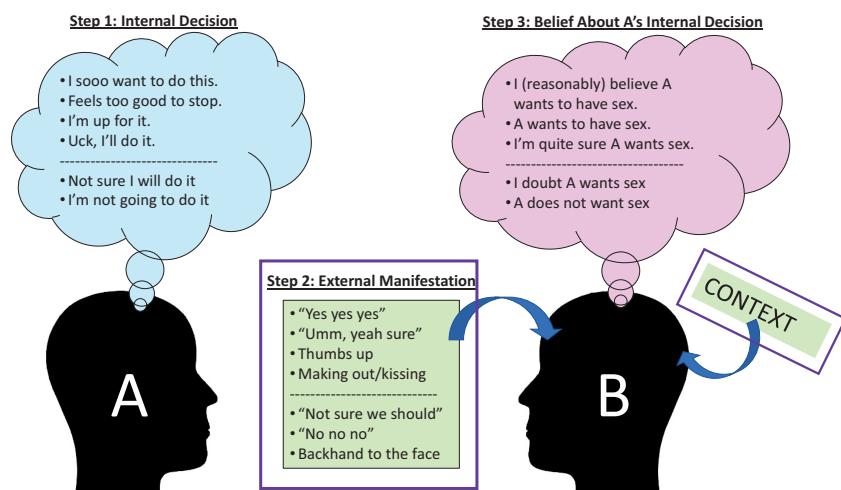 Step 1: Internal Decision
• I sooo want to do this.
• Feels too good to stop.
• I'm up for it.
• Uck, I'll do it.
--------------------------------
• Not sure I will do it
• I'm not going to do it
A
Step 2: External Manifestation
• "Yes yes yes"
• "Umm, yeah sure"
• Thumbs up
• Making out/kissing
------------------------------
• "Not sure we should"
• "No no no"
• Backhand to the face
Step 3: Belief About A's Internal Decision
• I (reasonably) believe A
wants to have sex.
• A wants to have sex.
• I'm quite sure A wants sex.
-------------------------------------
• I doubt A wants sex
• A does not want sex
CONTEXT
B